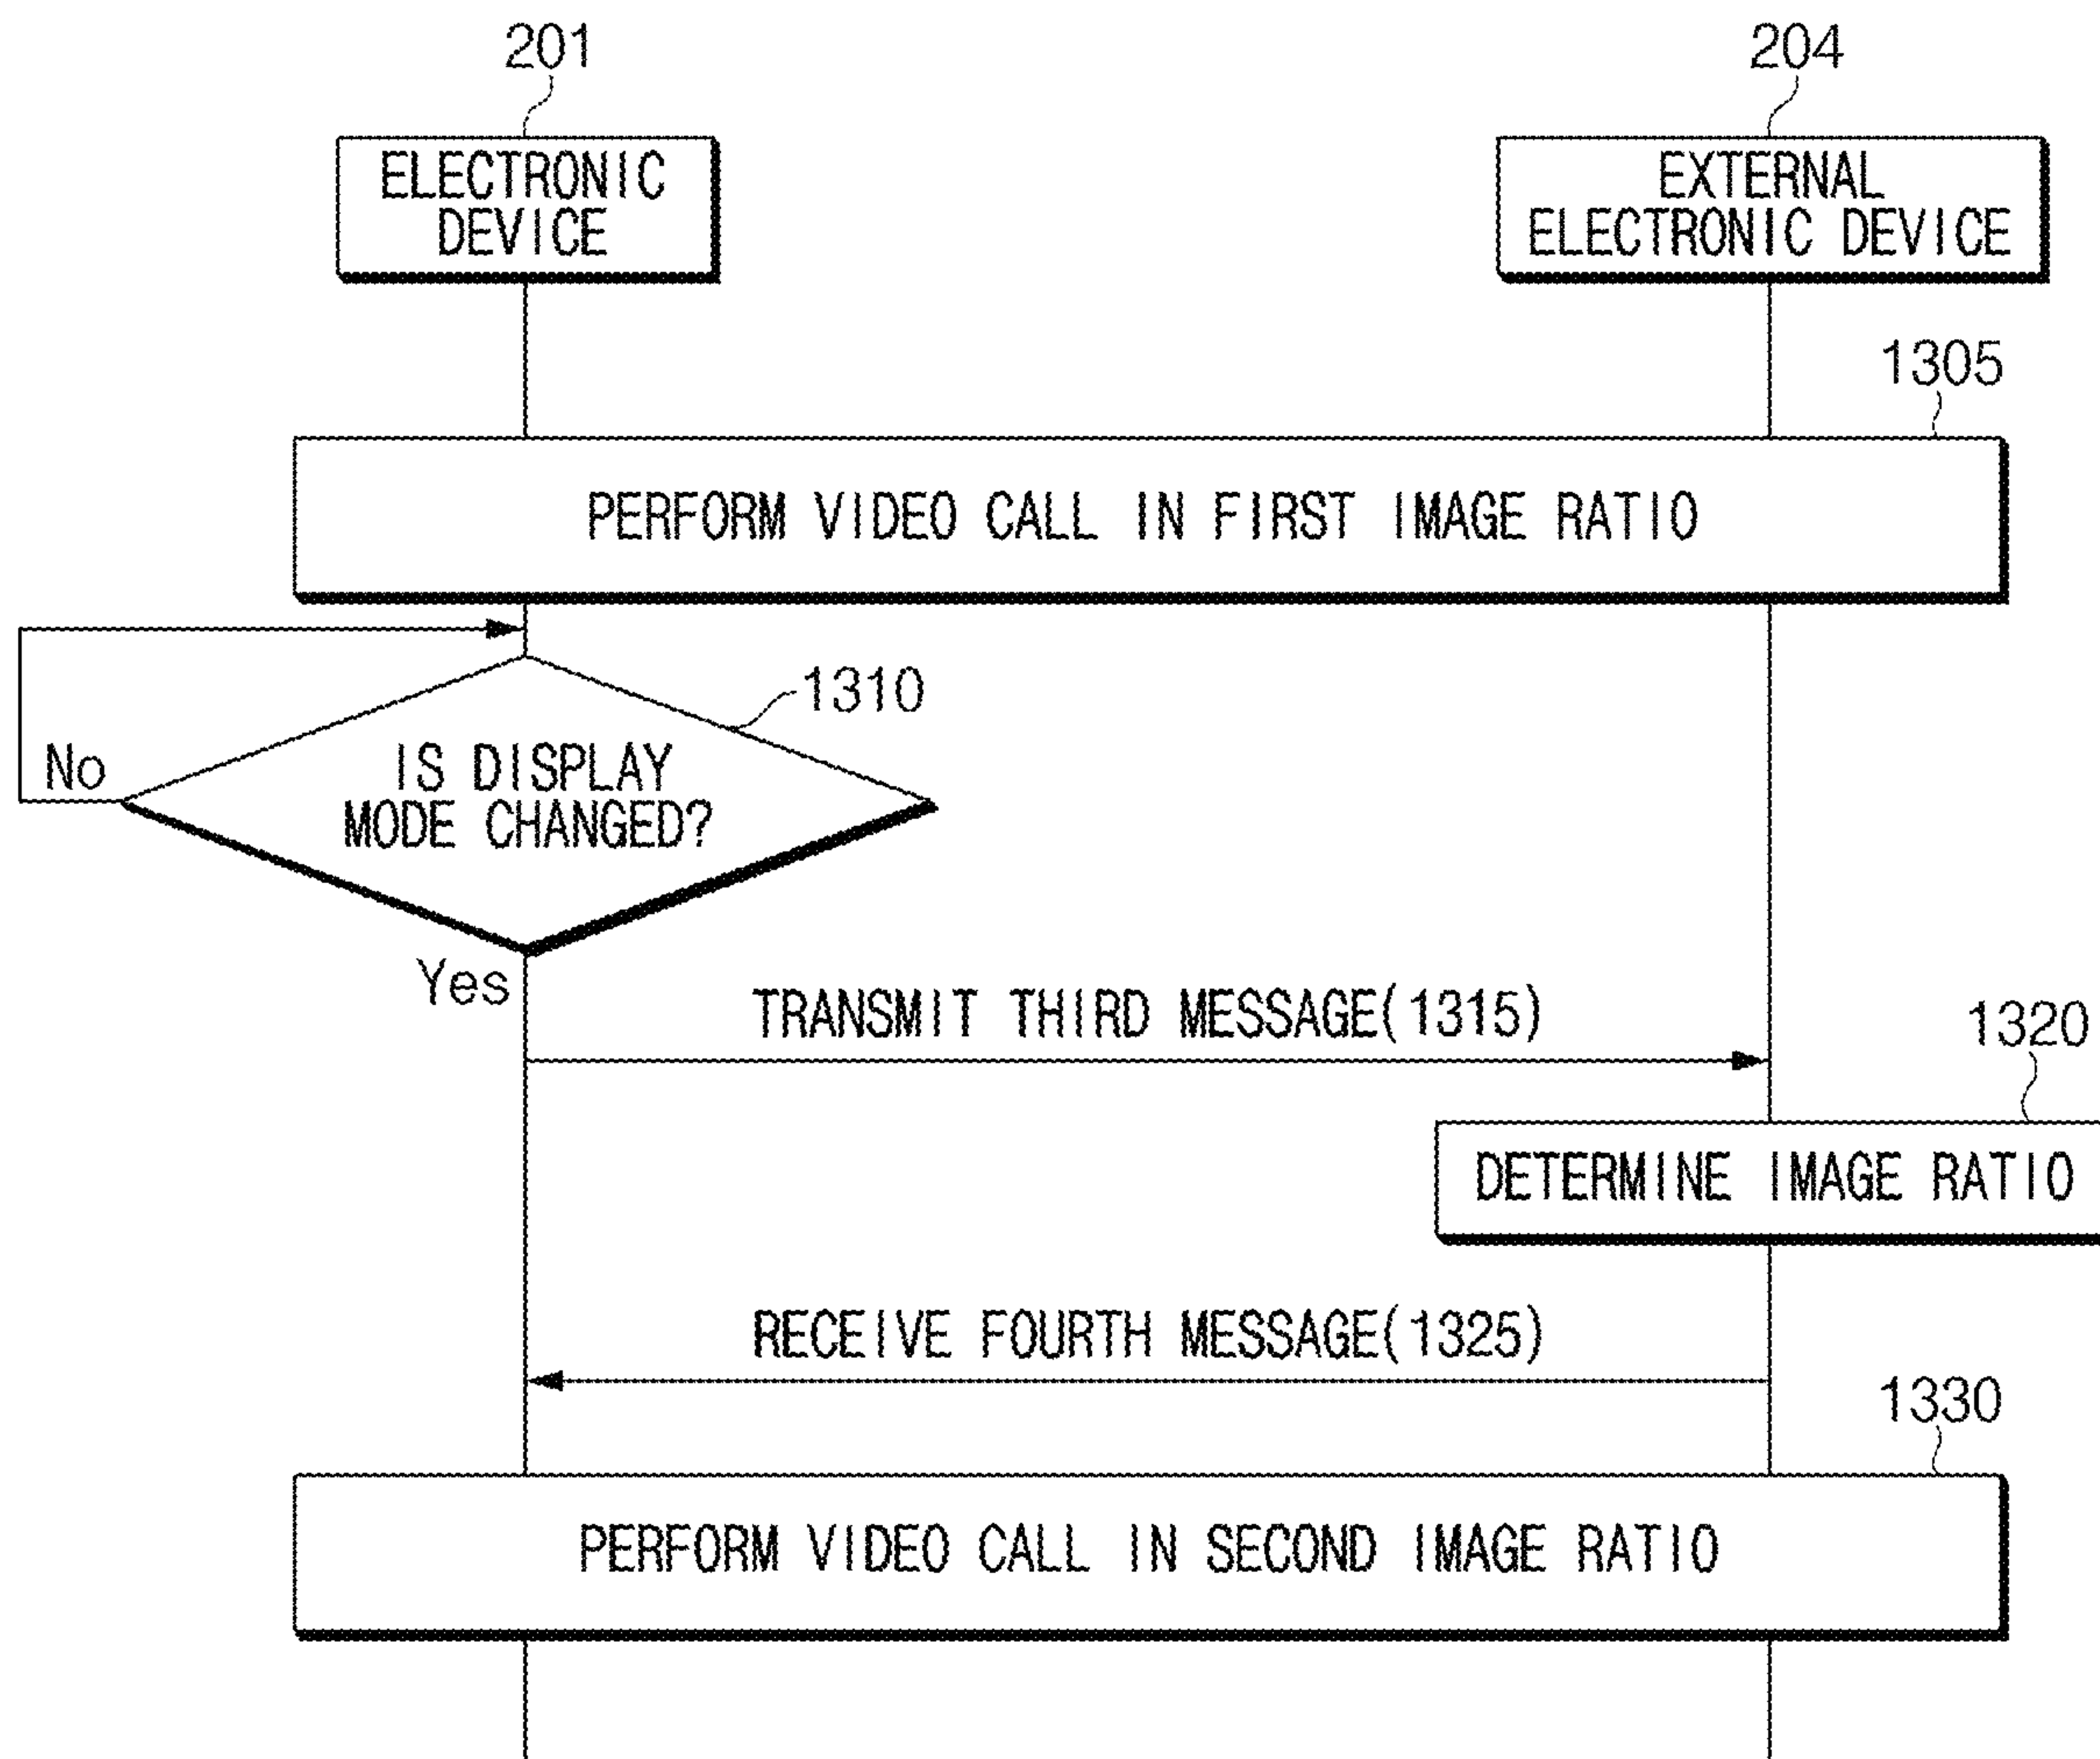 201
204
ELECTRONIC
DEVICE
EXTERNAL
ELECTRONIC DEVICE
1305
PERFORM VIDEO CALL IN FIRST IMAGE RATIO
1310
No
IS DISPLAY
MODE CHANGED?
Yes
TRANSMIT THIRD MESSAGE(1315)
1320
DETERMINE IMAGE RATIO
RECEIVE FOURTH MESSAGE(1325)
1330
PERFORM VIDEO CALL IN SECOND IMAGE RATIO